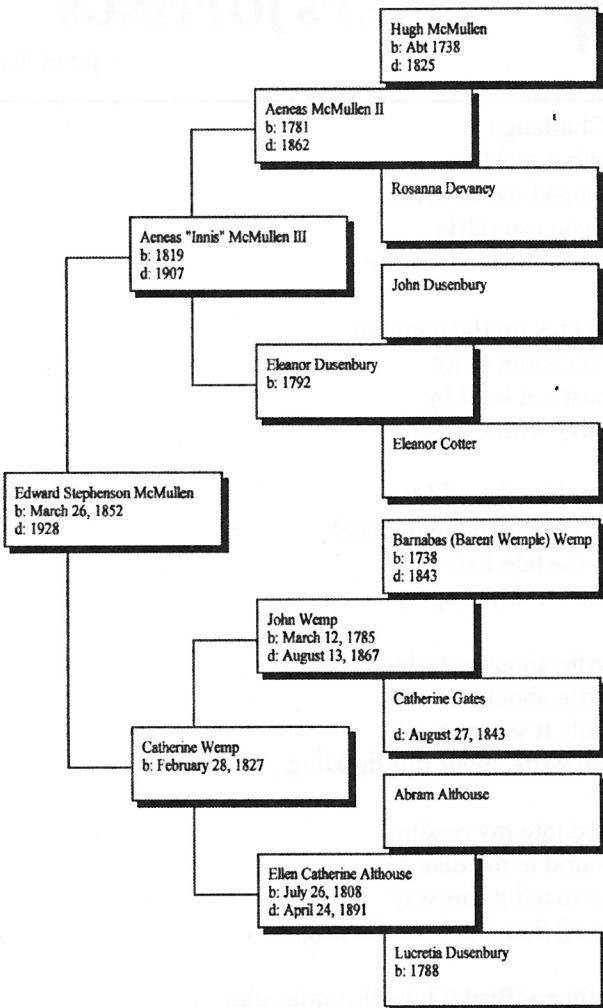 Hugh McMullen
b: Abt 1738
d: 1825
Aeneas McMullen II
b: 1781
d: 1862
Rosanna Devaney
Aeneas "Innis" McMullen III
b: 1819
d: 1907
John Dusenbury
Eleanor Dusenbury
b: 1792
Eleanor Cotter
Edward Stephenson McMullen
b: March 26, 1852
d: 1928
Barnabas (Barent Wemple) Wemp
b: 1738
d: 1843
John Wemp
b: March 12, 1785
d: August 13, 1867
Catherine Gates
d: August 27, 1843
Catherine Wemp
b: February 28, 1827
Abram Althouse
Ellen Catherine Althouse
b: July 26, 1808
d: April 24, 1891
Lucretia Dusenbury
b: 1788